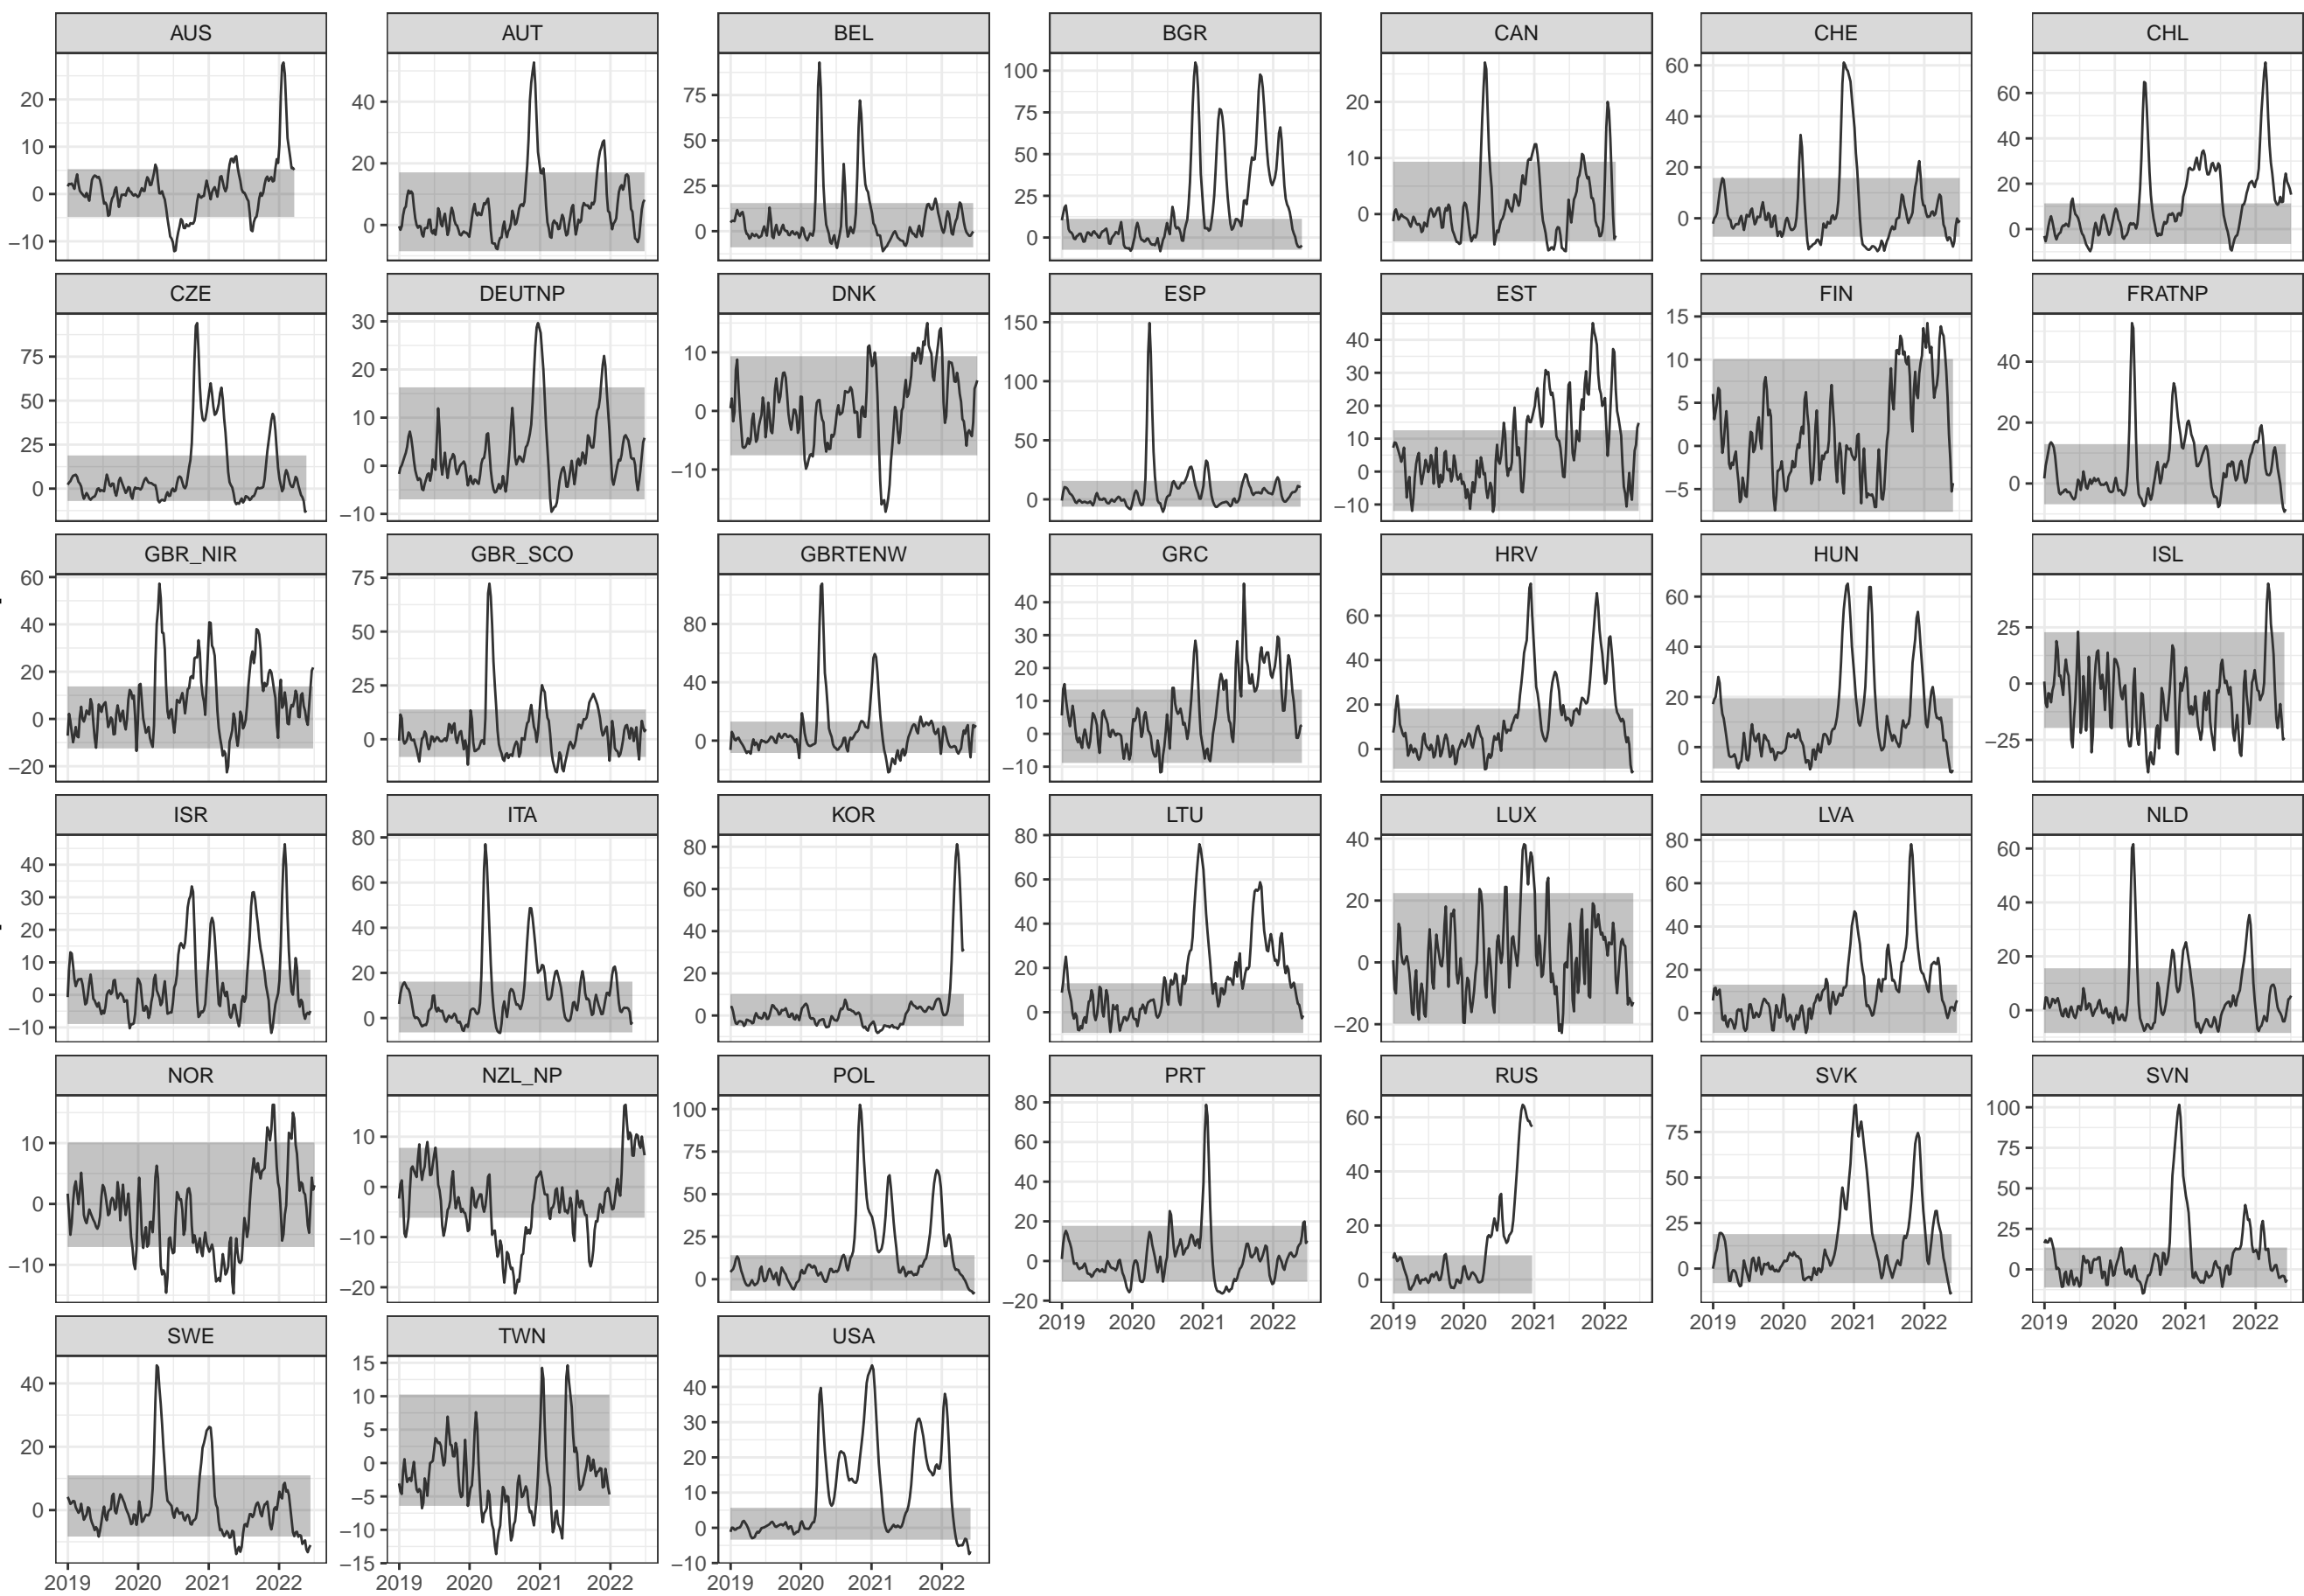 AUS AUT BEL BGR CAN CHE CHL
20 10 0 −10
40 20 0
75 50 25 0
100 75 50 25 0
20 10 0
60 40 20 0
60 40 20 0
CZE DEUTNP DNK ESP EST FIN FRATNP
75 50 25 0
30 20 10 0 −10
10 0 −10
150 100 50 0
40 30 20 10 0 −10
15 10 5 0 −5
40 20 0
GBR_NIR GBR_SCO GBRTENW GRC HRV HUN ISL
60 40 20 0 −20
75 50 25 0
80 40 0
40 30 20 10 0 −10
60 40 20 0
60 40 20 0
25 0 −25
ISR ITA KOR LTU LUX LVA NLD
40 30 20 10 0 −10
80 60 40 20 0
80 60 40 20 0
80 60 40 20 0
40 20 0 −20
80 60 40 20 0
60 40 20 0
NOR NZL_NP POL PRT RUS SVK SVN
10 0 −10
10 0 −10 −20
100 75 50 25 0
80 60 40 20 0 −20
60 40 20 0
75 50 25 0
100 75 50 25 0
2019 2020 2021 2022 2019 2020 2021 2022 2019 2020 2021 2022 2019 2020 2021 2022
SWE TWN USA
40 20 0
15 10 5 0 −5 −10 −15
40 30 20 10 0 −10
2019 2020 2021 2022 2019 2020 2021 2022 2019 2020 2021 2022